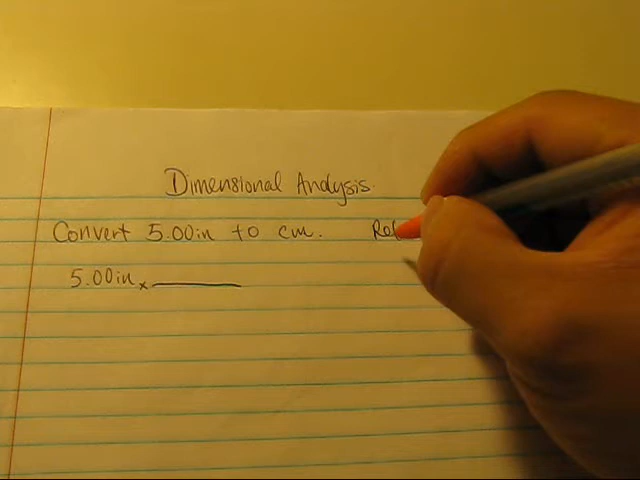 Dimensional Analysis.
Convert 5.00in to cm.
5.00in x